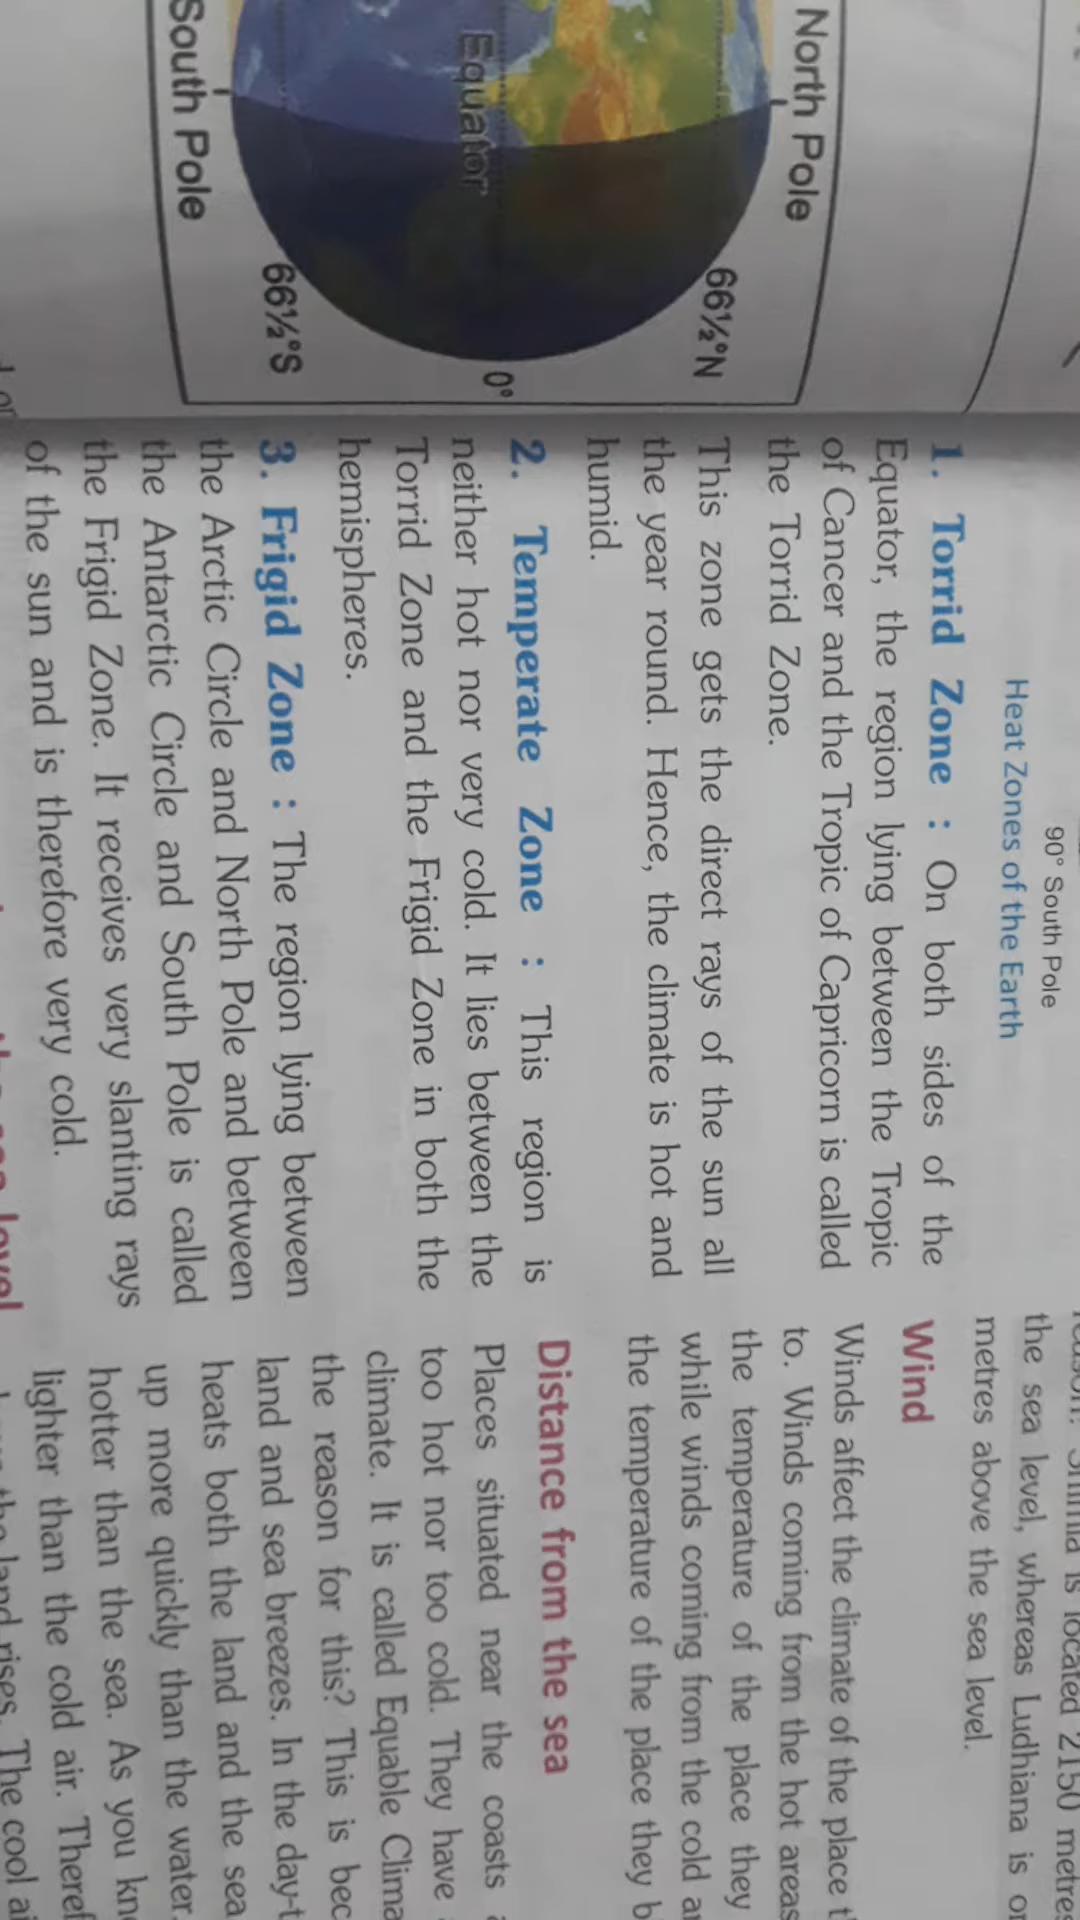 North Pole
66½°N
Equator
0°
66½°S
South Pole
90° South Pole
Heat Zones of the Earth
1. Torrid Zone : On both sides of the
Equator, the region lying between the Tropic
of Cancer and the Tropic of Capricorn is called
the Torrid Zone.
This zone gets the direct rays of the sun all
the year round. Hence, the climate is hot and
humid.
2. Temperate Zone : This region is
neither hot nor very cold. It lies between the
Torrid Zone and the Frigid Zone in both the
hemispheres.
3. Frigid Zone : The region lying between
the Arctic Circle and North Pole and between
the Antarctic Circle and South Pole is called
the Frigid Zone. It receives very slanting rays
of the sun and is therefore very cold.
level
is located 2150 metres
the sea level, whereas Ludhiana is
metres above the sea level.
Wind
Winds affect the climate of the place
to. Winds coming from the hot areas
the temperature of the place they
while winds coming from the cold
the temperature of the place they
Distance from the sea
Places situated near the coasts
too hot nor too cold. They have
climate. It is called Equable
the reason for this? This is
land and sea breezes. In the
heats both the land and the sea
up more quickly than the water.
hotter than the sea. As you
lighter than the cold air.
the land rises. The cool